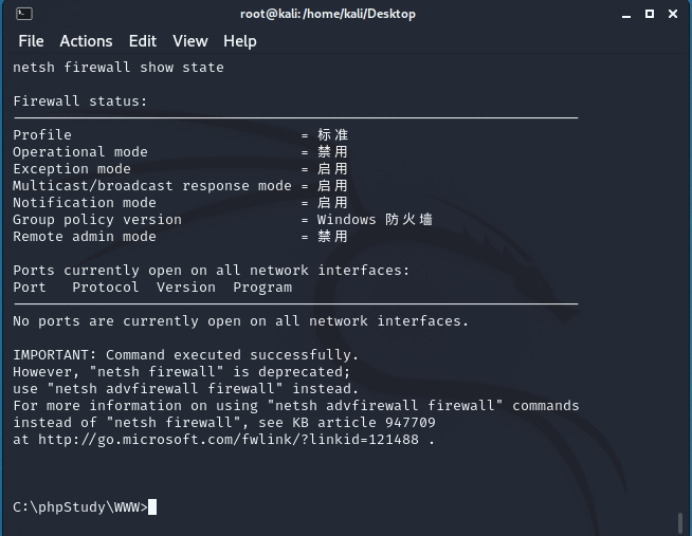 root@kali:/home/kali/Desktop
File Actions Edit View Help
netsh firewall show state
Firewall status:
-------------------------------------------------------------------
Profile = 标准
Operational mode = 禁用
Exception mode = 启用
Multicast/broadcast response mode = 启用
Notification mode = 启用
Group policy version = Windows 防火墙
Remote admin mode = 禁用
Ports currently open on all network interfaces:
Port Protocol Version Program
-------------------------------------------------------------------
No ports are currently open on all network interfaces.
IMPORTANT: Command executed successfully.
However, "netsh firewall" is deprecated;
use "netsh advfirewall firewall" instead.
For more information on using "netsh advfirewall firewall" commands
instead of "netsh firewall", see KB article 947709
at http://go.microsoft.com/fwlink/?linkid=121488 .
C:\phpStudy\WWW>